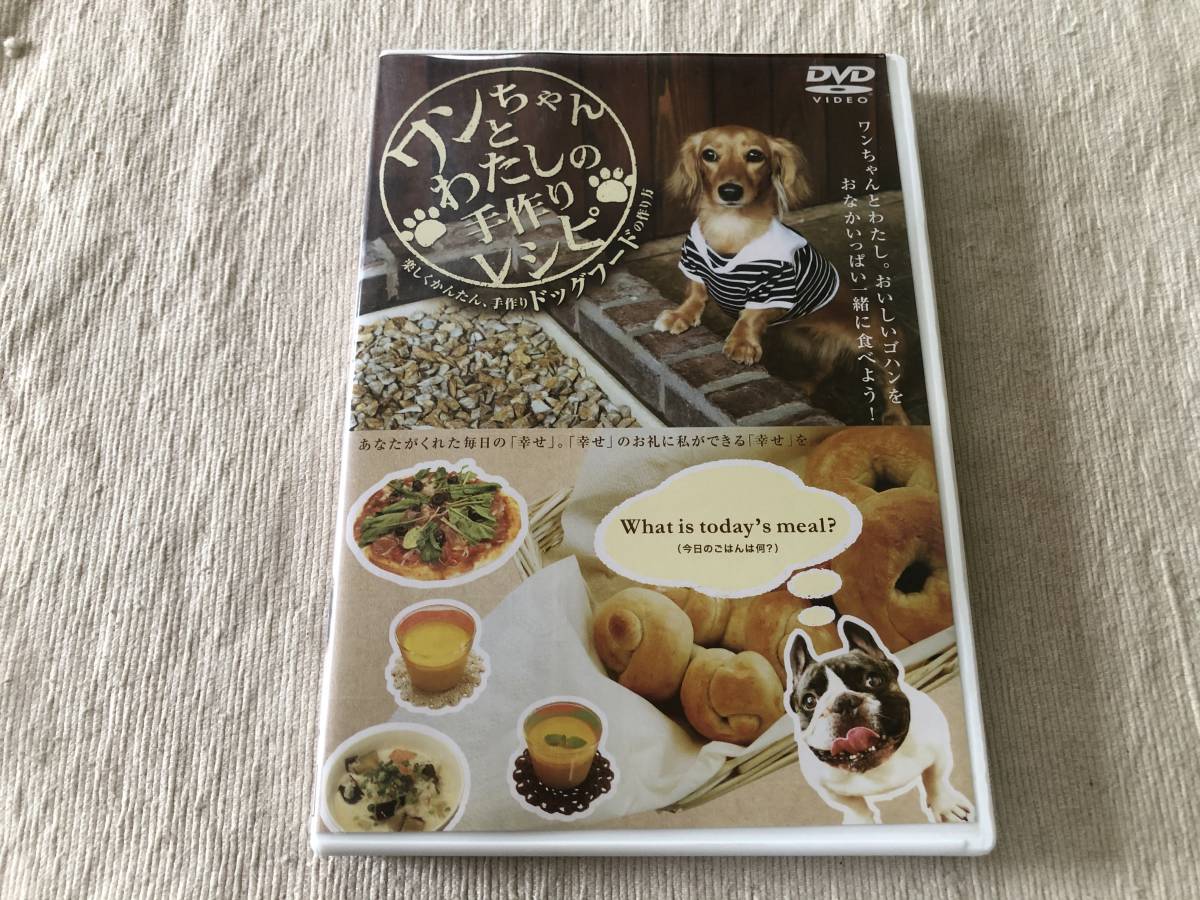 ワンちゃん
と
わたしの
手作り
レシピ
楽しくかんたん、手作りドッグフードの作り方
DVD
VIDEO
ワンちゃんとわたし。おいしいゴハンを
おなかいっぱい一緒に食べよう!
あなたがくれた毎日の「幸せ」。「幸せ」のお礼に私ができる「幸せ」を
What is today's meal?
(今日のごはんは何?)